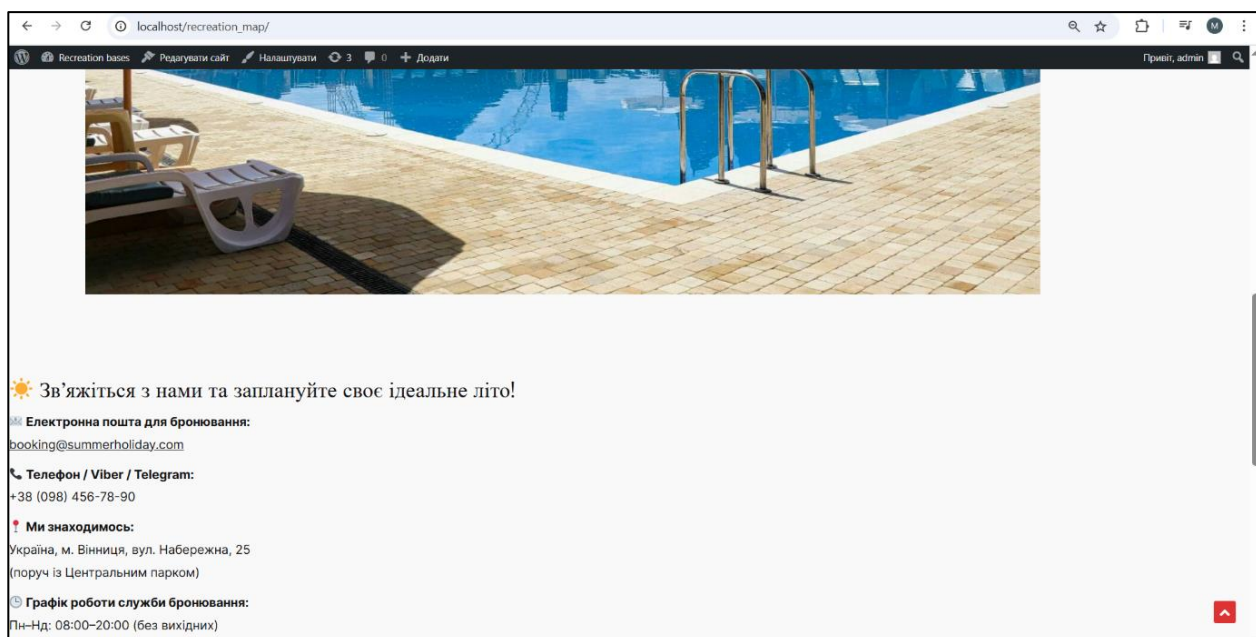 localhost/recreation_map/
M
Recreation bases Редагувати сайт Налаштувати 3 0 Додати Привіт, admin
☀️ Зв’яжіться з нами та заплануйте своє ідеальне літо!
📧 Електронна пошта для бронювання:
booking@summerholiday.com
📞 Телефон / Viber / Telegram:
+38 (098) 456-78-90
📍 Ми знаходимось:
Україна, м. Вінниця, вул. Набережна, 25
(поруч із Центральним парком)
🕒 Графік роботи служби бронювання:
Пн–Нд: 08:00–20:00 (без вихідних)